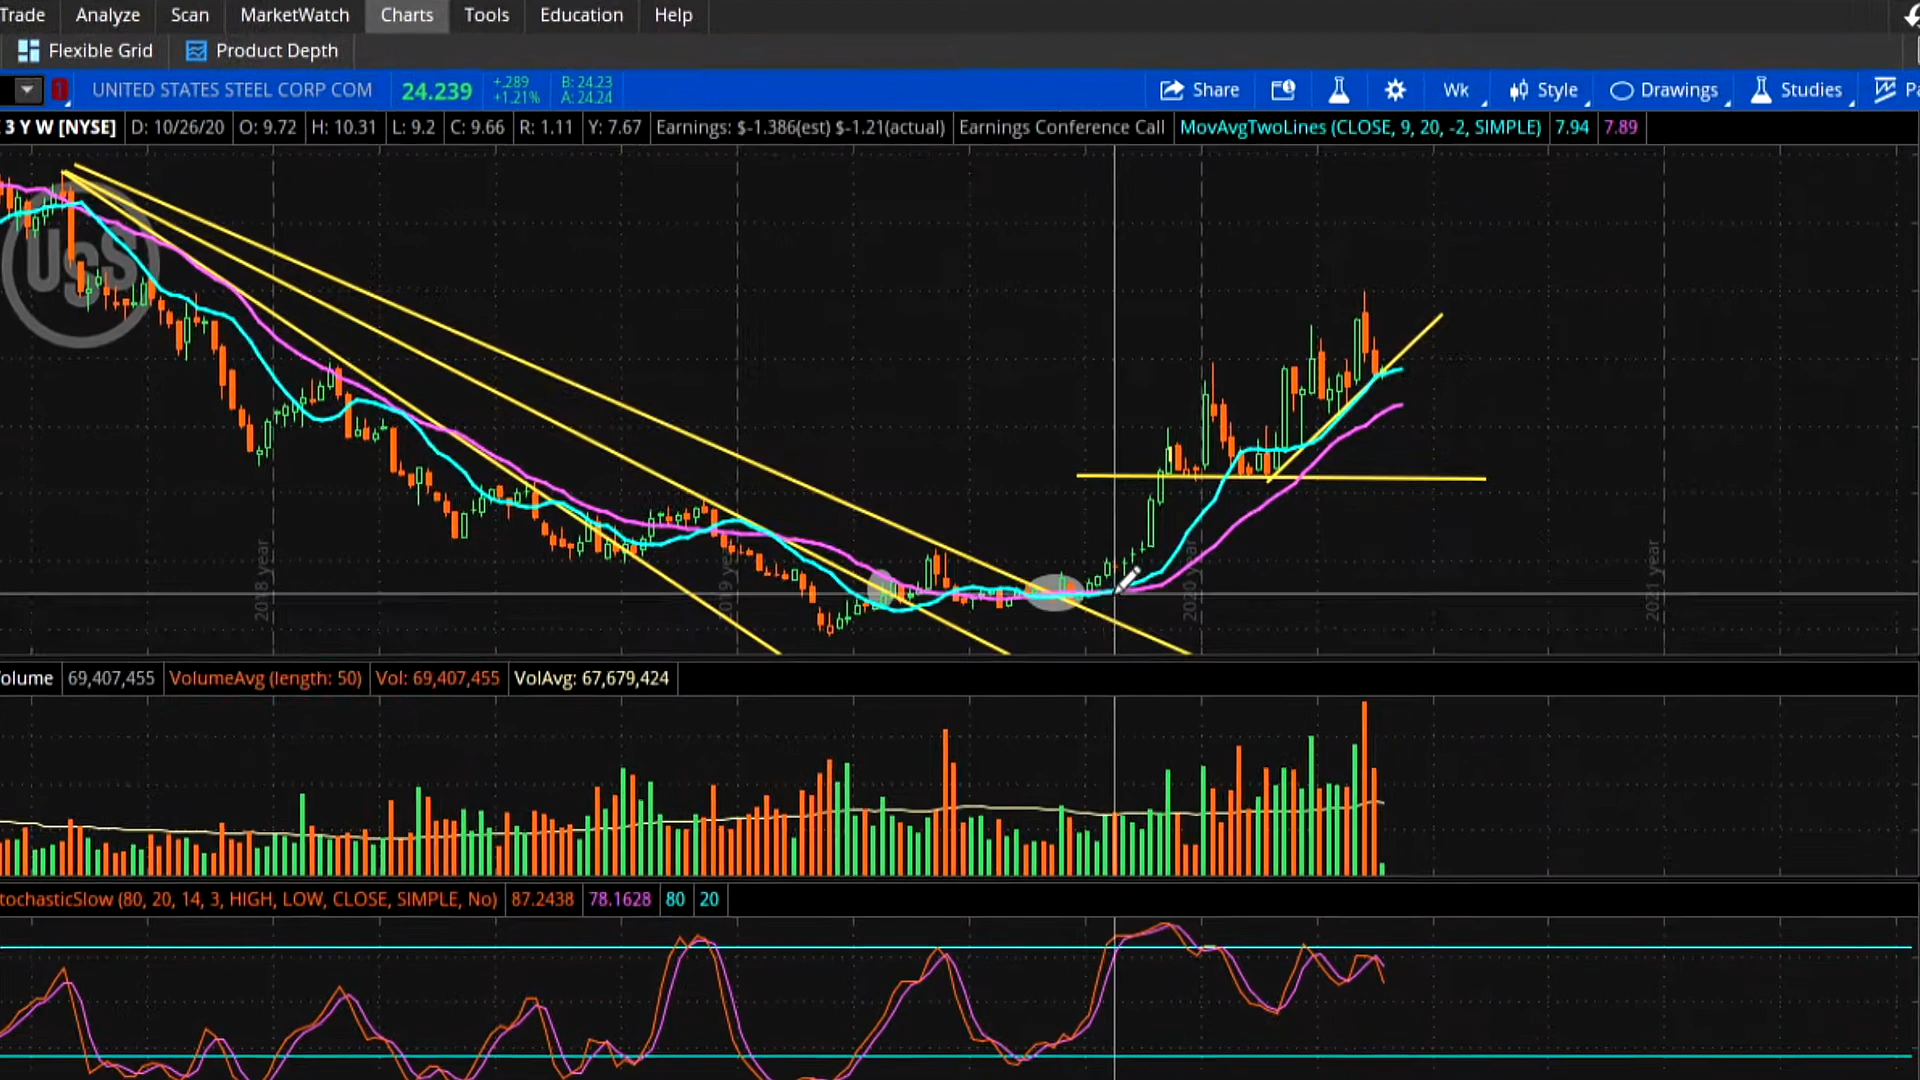 Trade Analyze Scan MarketWatch Charts Tools Education Help
Flexible Grid Product Depth
1 UNITED STATES STEEL CORP COM 24.239 +.289 +1.21% B: 24.23 A: 24.24 Share Wk Style Drawings Studies Pa
3 Y W [NYSE] D: 10/26/20 O: 9.72 H: 10.31 L: 9.2 C: 9.66 R: 1.11 Y: 7.67 Earnings: $-1.386(est) $-1.21(actual) Earnings Conference Call MovAvgTwoLines (CLOSE, 9, 20, -2, SIMPLE) 7.94 7.89
USS
2018 year 2019 year 2020 year 2021 year
olume 69,407,455 VolumeAvg (length: 50) Vol: 69,407,455 VolAvg: 67,679,424
tochasticSlow (80, 20, 14, 3, HIGH, LOW, CLOSE, SIMPLE, No) 87.2438 78.1628 80 20